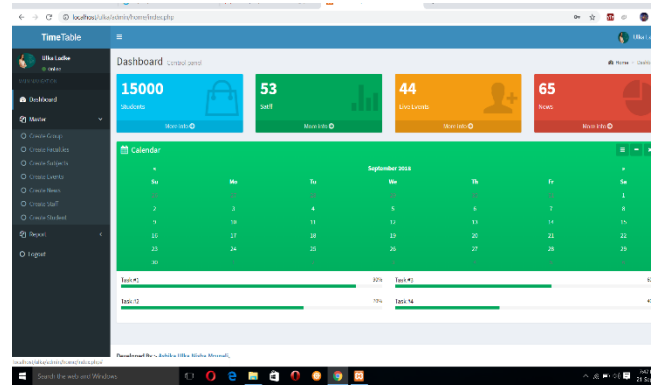 localhost/ulka/admin/home/index.php
TimeTable
Ulka Ladke
Online
Dashboard Control panel
Home
Dashboard
Master
Create Group
Create Faculties
Create Subjects
Create Events
Create News
Create Staff
Create Student
Report
Logout
15000
Students
More info
53
Staff
More info
44
Live Events
More info
65
News
More info
Calendar
« September 2018 »
Su Mo Tu We Th Fr Sa
1
2 3 4 5 6 7 8
9 10 11 12 13 14 15
16 17 18 19 20 21 22
23 24 25 26 27 28 29
30
Task #1
Task #3
Task #2
Task #4
Developed By :-
localhost/ulka/admin/home/index.php#
Search the web and Windows